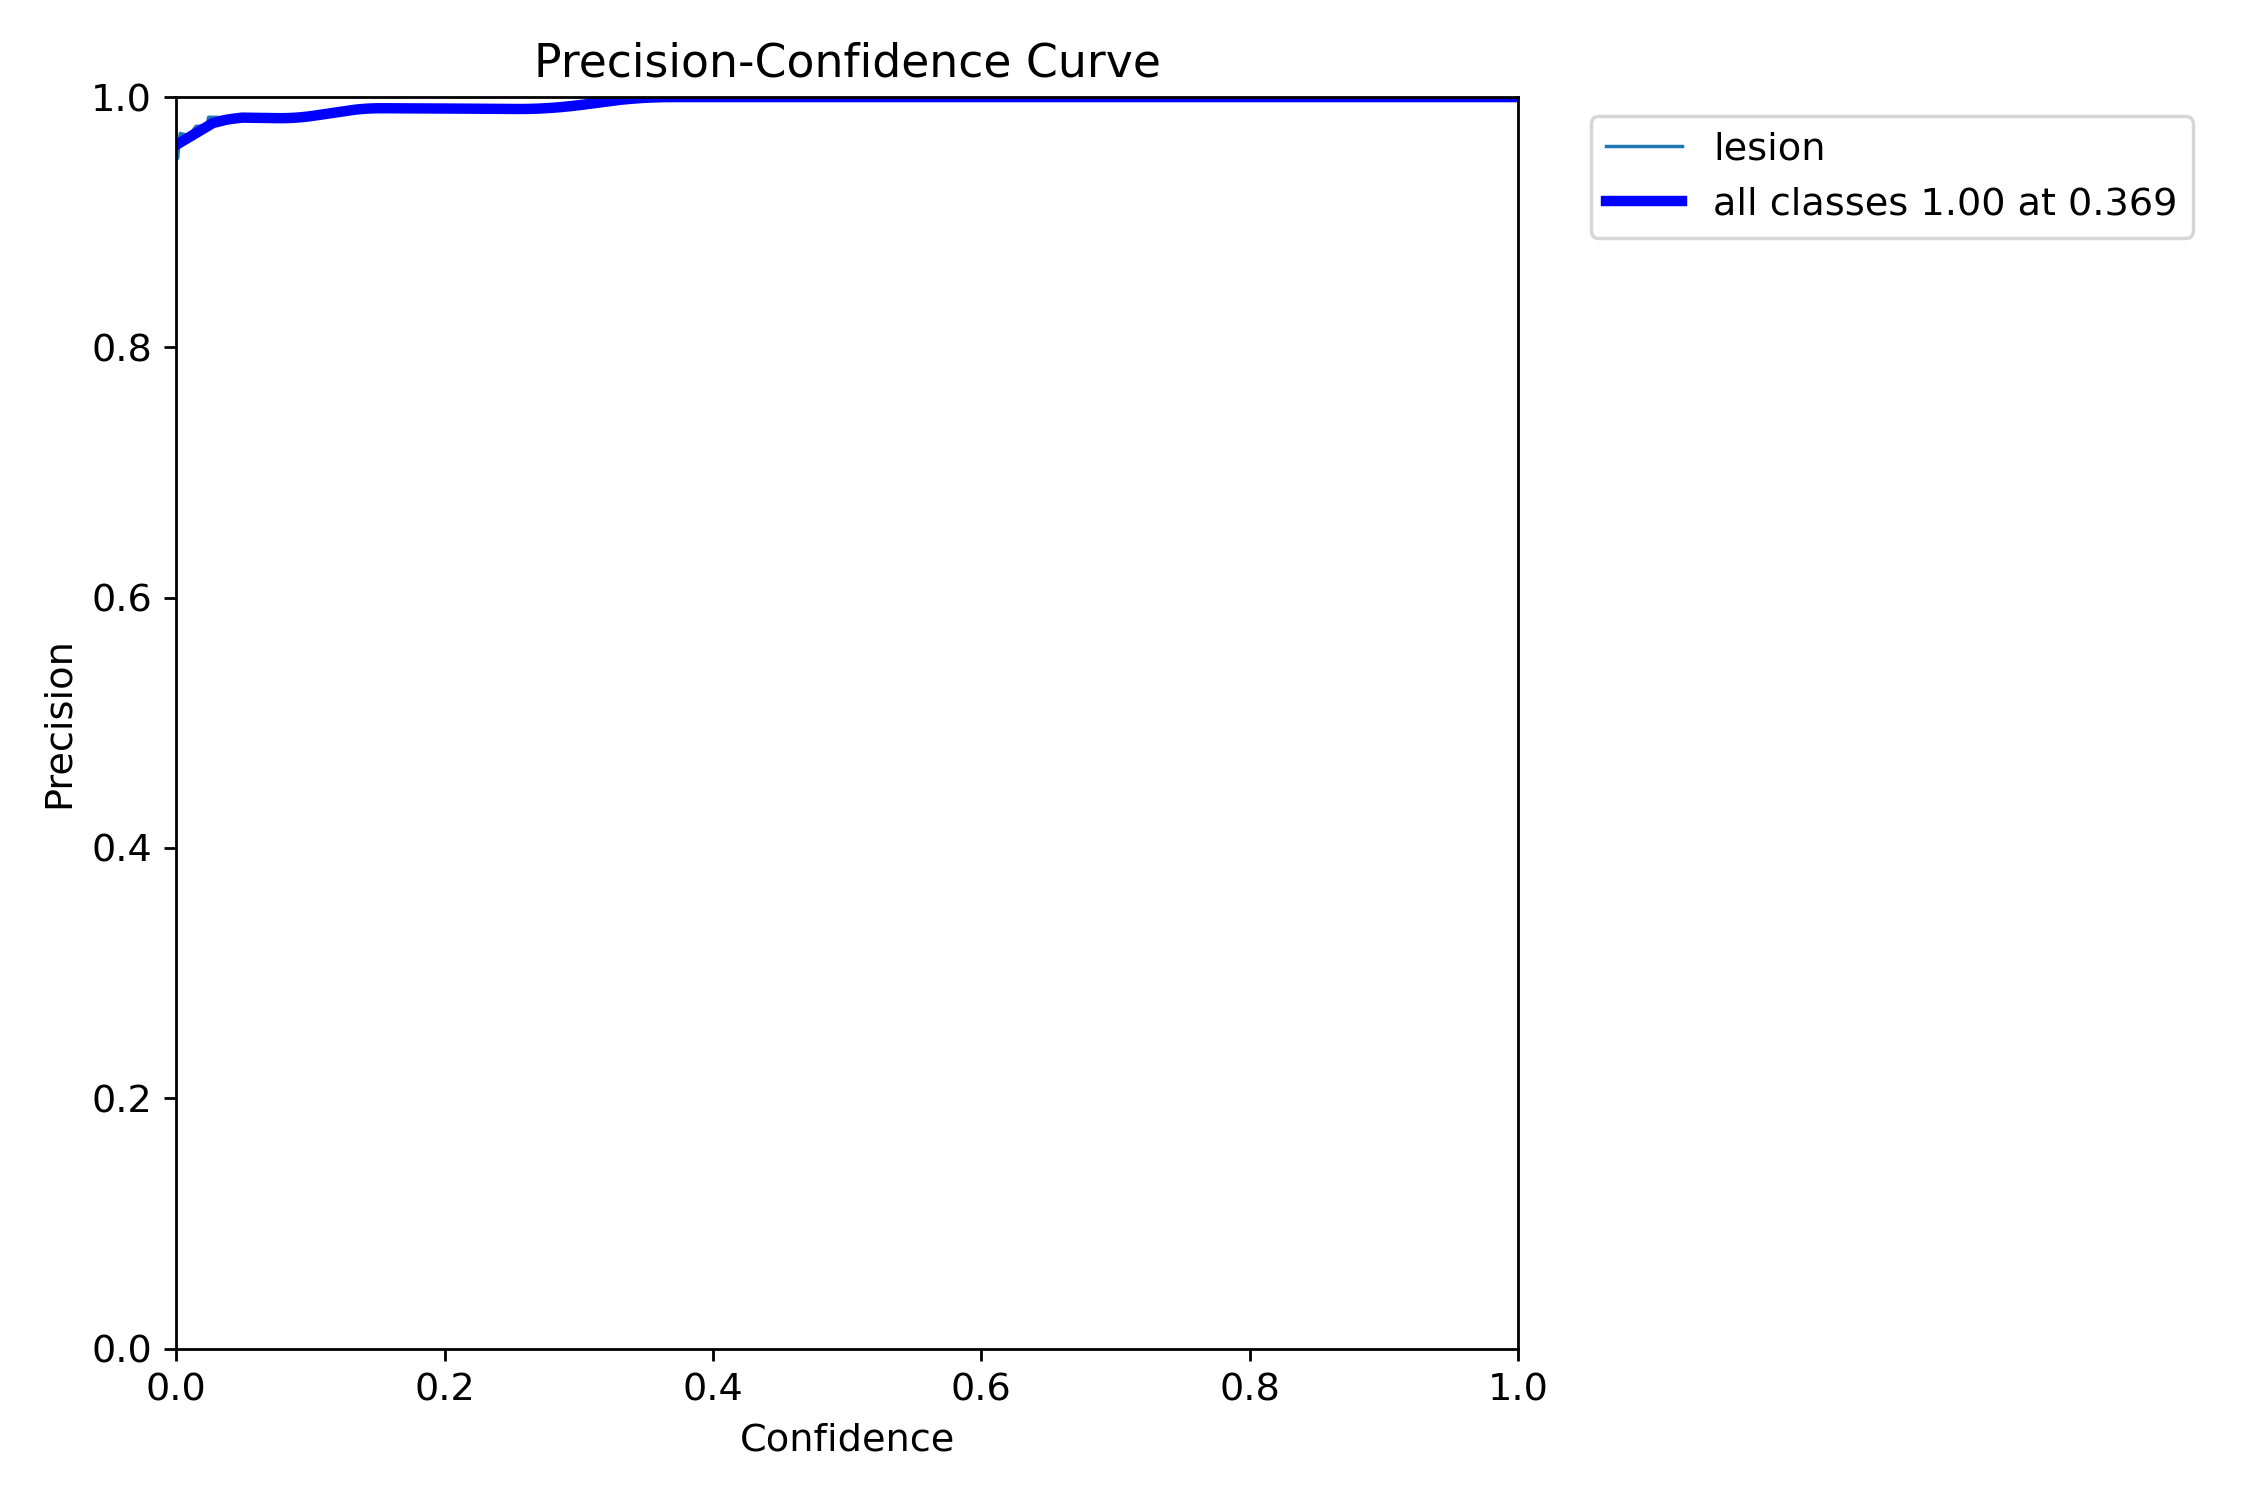 Precision-Confidence Curve
1.0
0.8
0.6
0.4
0.2
0.0
Precision
0.0 0.2 0.4 0.6 0.8 1.0
Confidence
lesion
all classes 1.00 at 0.369